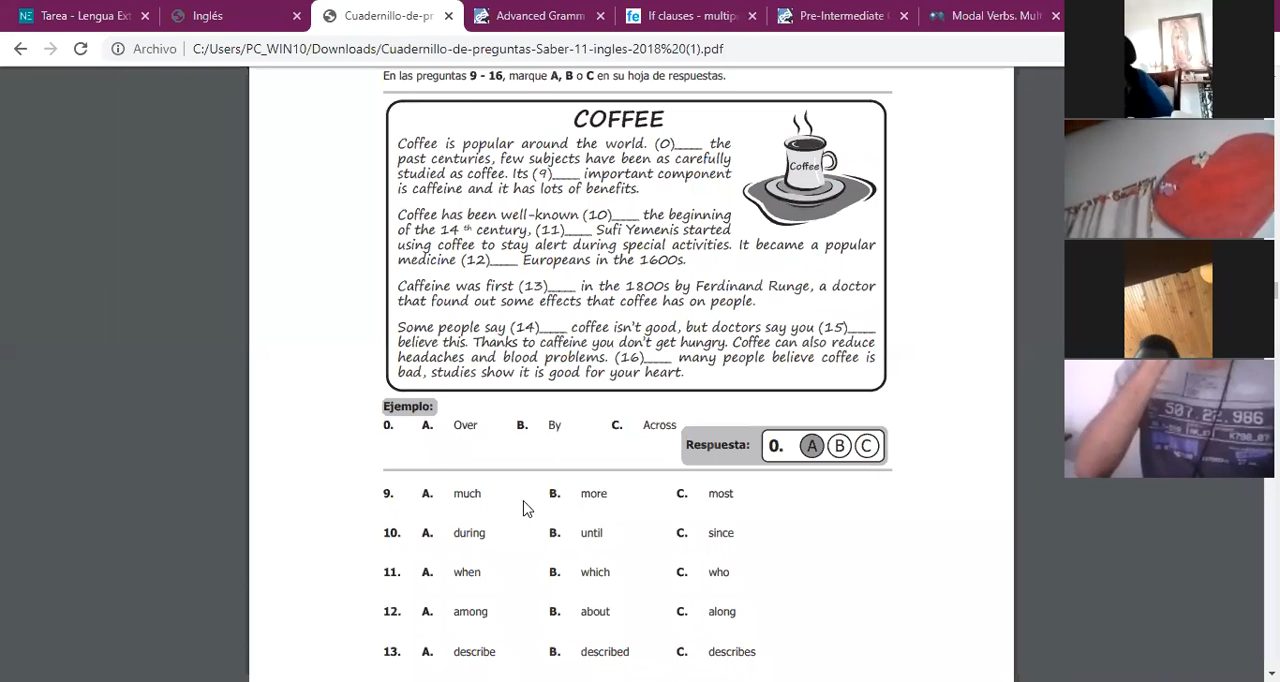 Tarea - Lengua Ext
Inglés
Cuadernillo-de-pr
Advanced Gramm
If clauses - multip
Pre-Intermediate
Modal Verbs. Mult
Archivo
C:/Users/PC_WIN10/Downloads/Cuadernillo-de-preguntas-Saber-11-ingles-2018%20(1).pdf
En las preguntas 9 - 16, marque A, B o C en su hoja de respuestas.
COFFEE
Coffee is popular around the world. (0)____ the
past centuries, few subjects have been as carefully
studied as coffee. Its (9)____ important component
is caffeine and it has lots of benefits.
Coffee
Coffee has been well-known (10)____ the beginning
of the 14 th century, (11)____ Sufi Yemenis started
using coffee to stay alert during special activities. It became a popular
medicine (12)____ Europeans in the 1600s.
Caffeine was first (13)____ in the 1800s by Ferdinand Runge, a doctor
that found out some effects that coffee has on people.
Some people say (14)____ coffee isn't good, but doctors say you (15)____
believe this. Thanks to caffeine you don't get hungry. Coffee can also reduce
headaches and blood problems. (16)____ many people believe coffee is
bad, studies show it is good for your heart.
Ejemplo:
0. A. Over B. By C. Across
Respuesta: 0. A B C
9. A. much B. more C. most
10. A. during B. until C. since
11. A. when B. which C. who
12. A. among B. about C. along
13. A. describe B. described C. describes
507.22.986